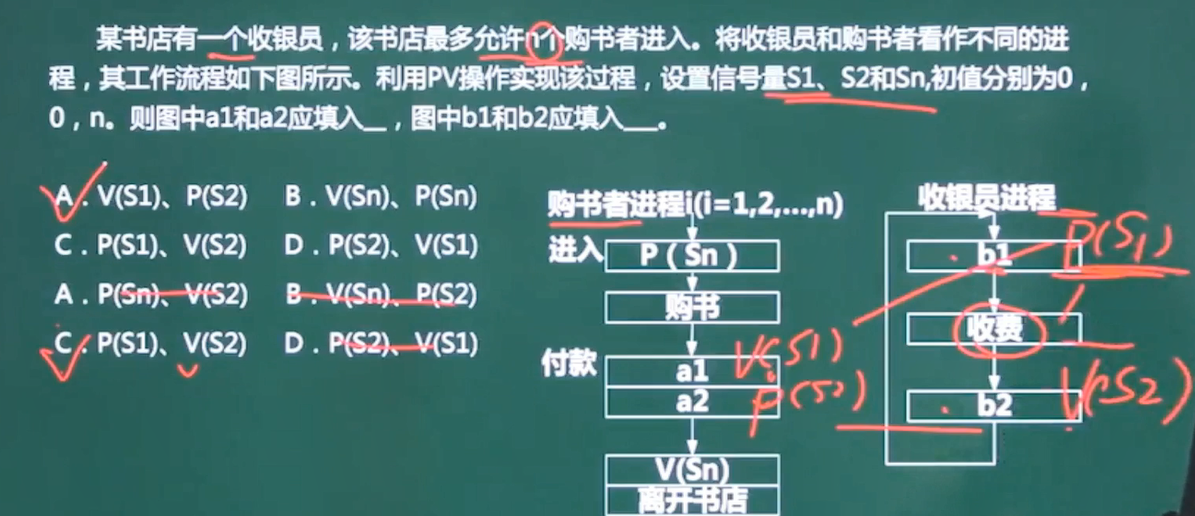 某书店有一个收银员，该书店最多允许n个购书者进入。将收银员和购书者看作不同的进
程，其工作流程如下图所示。利用PV操作实现该过程，设置信号量S1、S2和Sn,初值分别为0，
0，n。则图中a1和a2应填入__，图中b1和b2应填入___。
A．V(S1)、P(S2) B．V(Sn)、P(Sn)
C．P(S1)、V(S2) D．P(S2)、V(S1)
A．P(Sn)、V(S2) B．V(Sn)、P(S2)
C．P(S1)、V(S2) D．P(S2)、V(S1)
购书者进程i(i=1,2,...,n)
进入
P（Sn）
购书
付款
a1 V(S1)
a2 P(S2)
V(Sn)
离开书店
收银员进程
b1 P(S1)
收费
b2 V(S2)